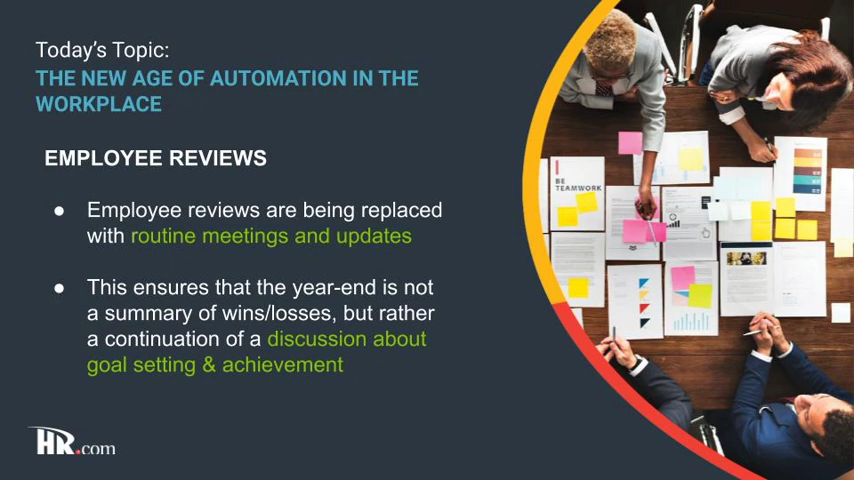 Today's Topic:
THE NEW AGE OF AUTOMATION IN THE
WORKPLACE
EMPLOYEE REVIEWS
● Employee reviews are being replaced
with routine meetings and updates
● This ensures that the year-end is not
a summary of wins/losses, but rather
a continuation of a discussion about
goal setting & achievement
HR.com
BE
TEAMWORK